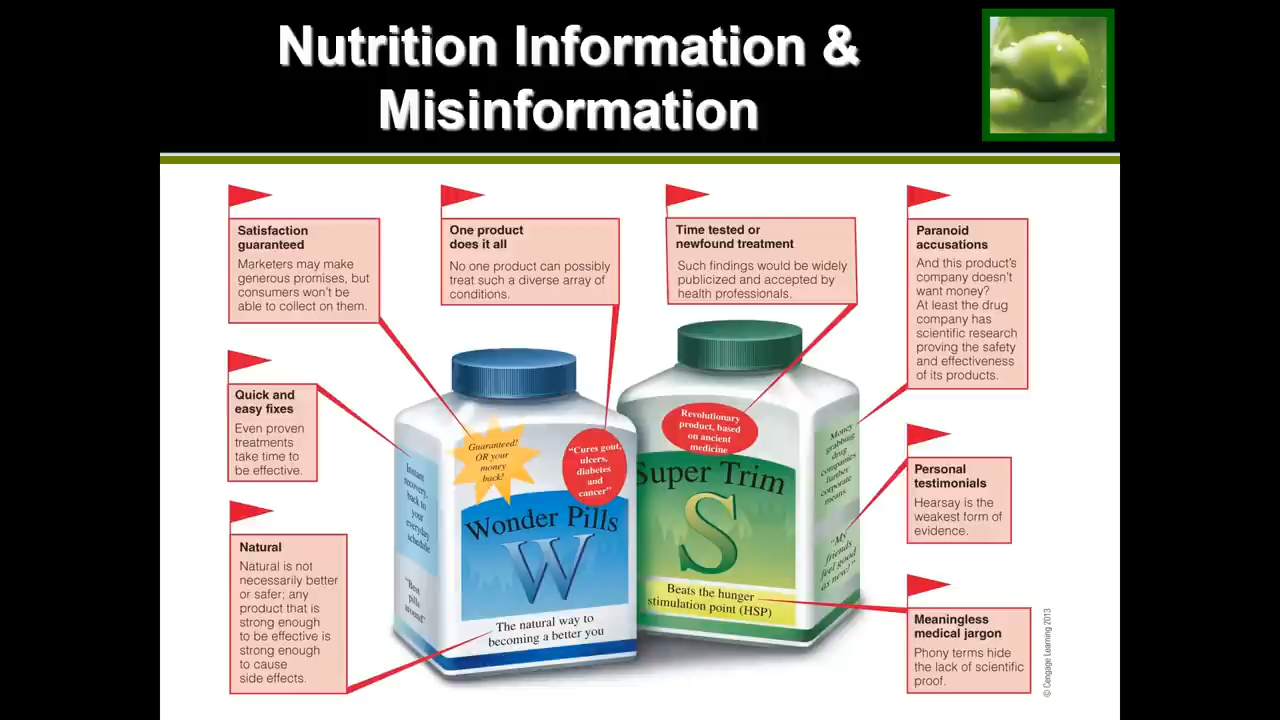 Nutrition Information &
Misinformation
Satisfaction
guaranteed
Marketers may make
generous promises, but
consumers won't be
able to collect on them.
One product
does it all
No one product can possibly
treat such a diverse array of
conditions.
Time tested or
newfound treatment
Such findings would be widely
publicized and accepted by
health professionals.
Paranoid
accusations
And this product's
company doesn't
want money?
At least the drug
company has
scientific research
proving the safety
and effectiveness
of its products.
Quick and
easy fixes
Even proven
treatments
take time to
be effective.
Natural
Natural is not
necessarily better
or safer; any
product that is
strong enough
to be effective is
strong enough
to cause
side effects.
Instant
recovery,
back to
your
everyday
schedule
"Best
pills
around"
Guaranteed!
OR your
money
back!
"Cures gout,
ulcers,
diabetes
and
cancer"
Wonder Pills
W
The natural way to
becoming a better you
Revolutionary
product, based
on ancient
medicine
Super Trim
S
Beats the hunger
stimulation point (HSP)
Money
grabbing
drug
companies
further
corporate
means.
"My
friends
feel good
as new!"
Personal
testimonials
Hearsay is the
weakest form of
evidence.
Meaningless
medical jargon
Phony terms hide
the lack of scientific
proof.
© Cengage Learning 2013